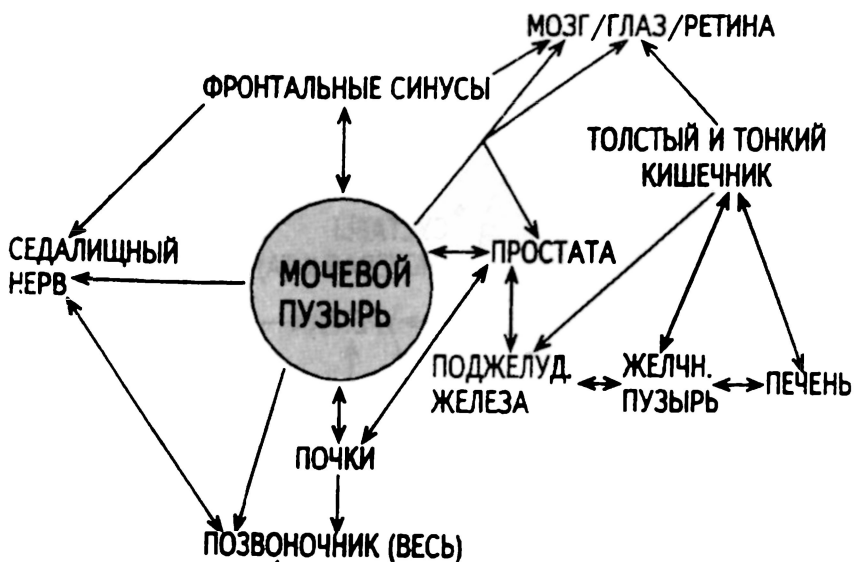 МОЗГ/ГЛАЗ/РЕТИНА
ФРОНТАЛЬНЫЕ СИНУСЫ
ТОЛСТЫЙ И ТОНКИЙ
КИШЕЧНИК
СЕДАЛИЩНЫЙ
НЕРВ
МОЧЕВОЙ
ПУЗЫРЬ
ПРОСТАТА
ПОДЖЕЛУД.
ЖЕЛЕЗА
ЖЕЛЧН.
ПУЗЫРЬ
ПЕЧЕНЬ
ПОЧКИ
ПОЗВОНОЧНИК (ВЕСЬ)